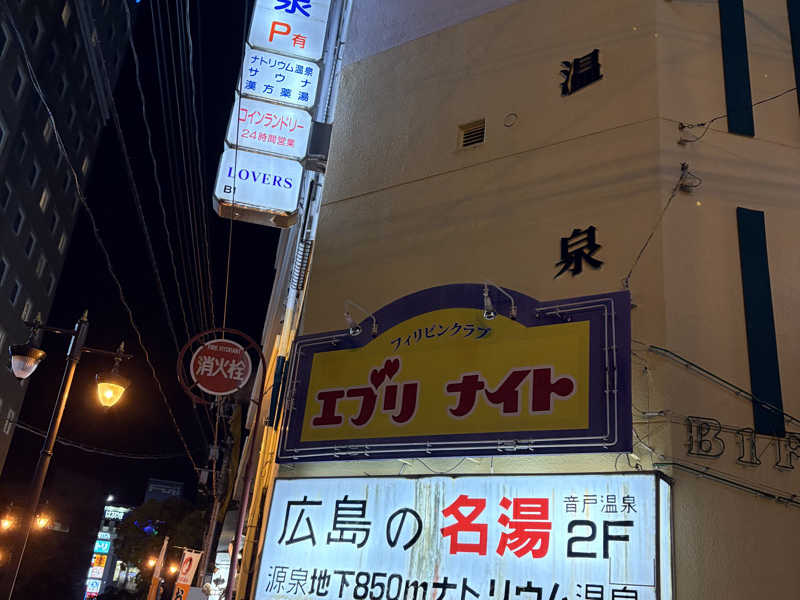 泉
P有
ナトリウム温泉
サウナ
漢方薬湯
コインランドリー
24時間営業
LOVERS
B1
温
泉
FIRE HYDRANT
消火栓
フィリピンクラブ
エブリ ナイト
B1F
広島の名湯
音戸温泉
2F
源泉地下850mナトリウム温泉